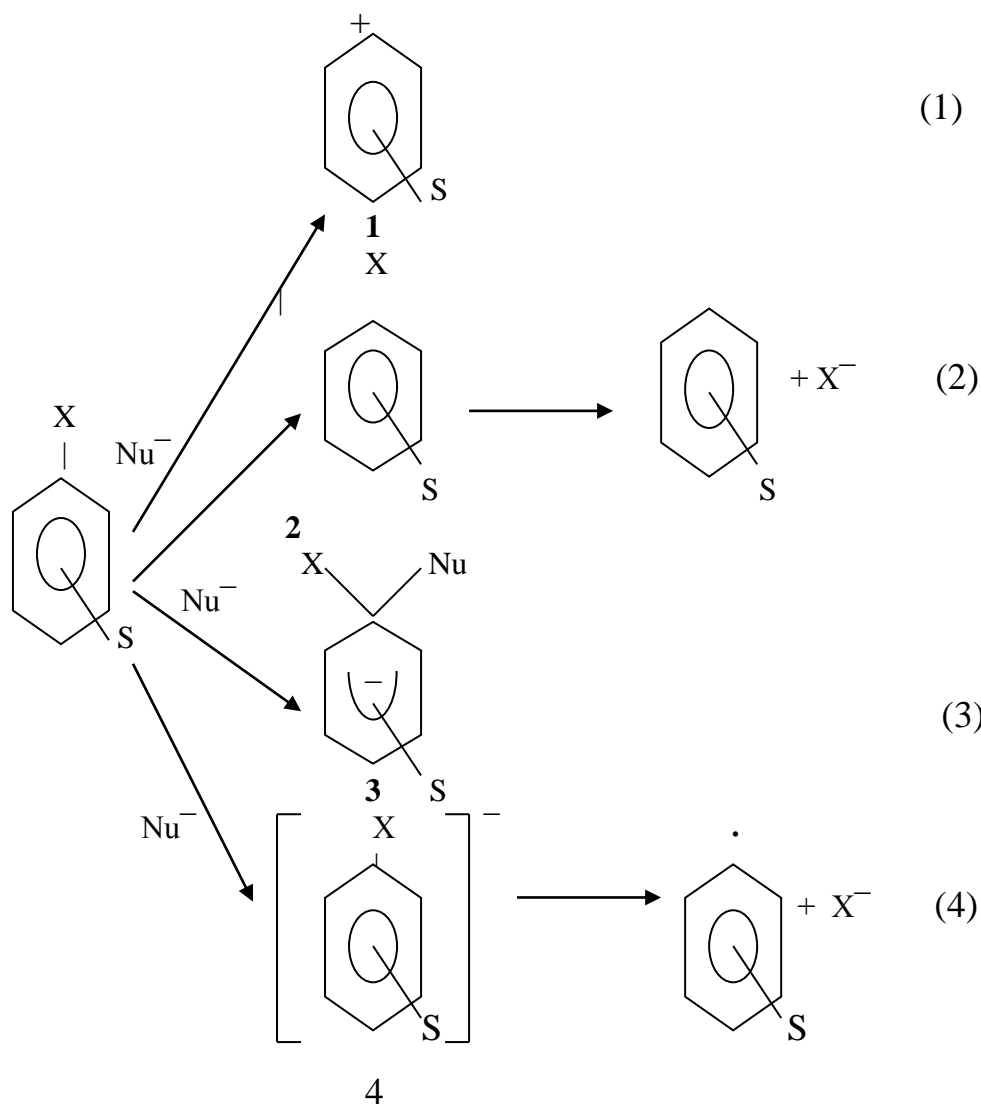 +
(1)
S
1
X
|
+ X⁻ (2)
X
|
Nu⁻
S
S
2
X Nu
Nu⁻
S
–
(3)
S
3
X
–
.
Nu⁻
|
+ X⁻ (4)
S
S
4